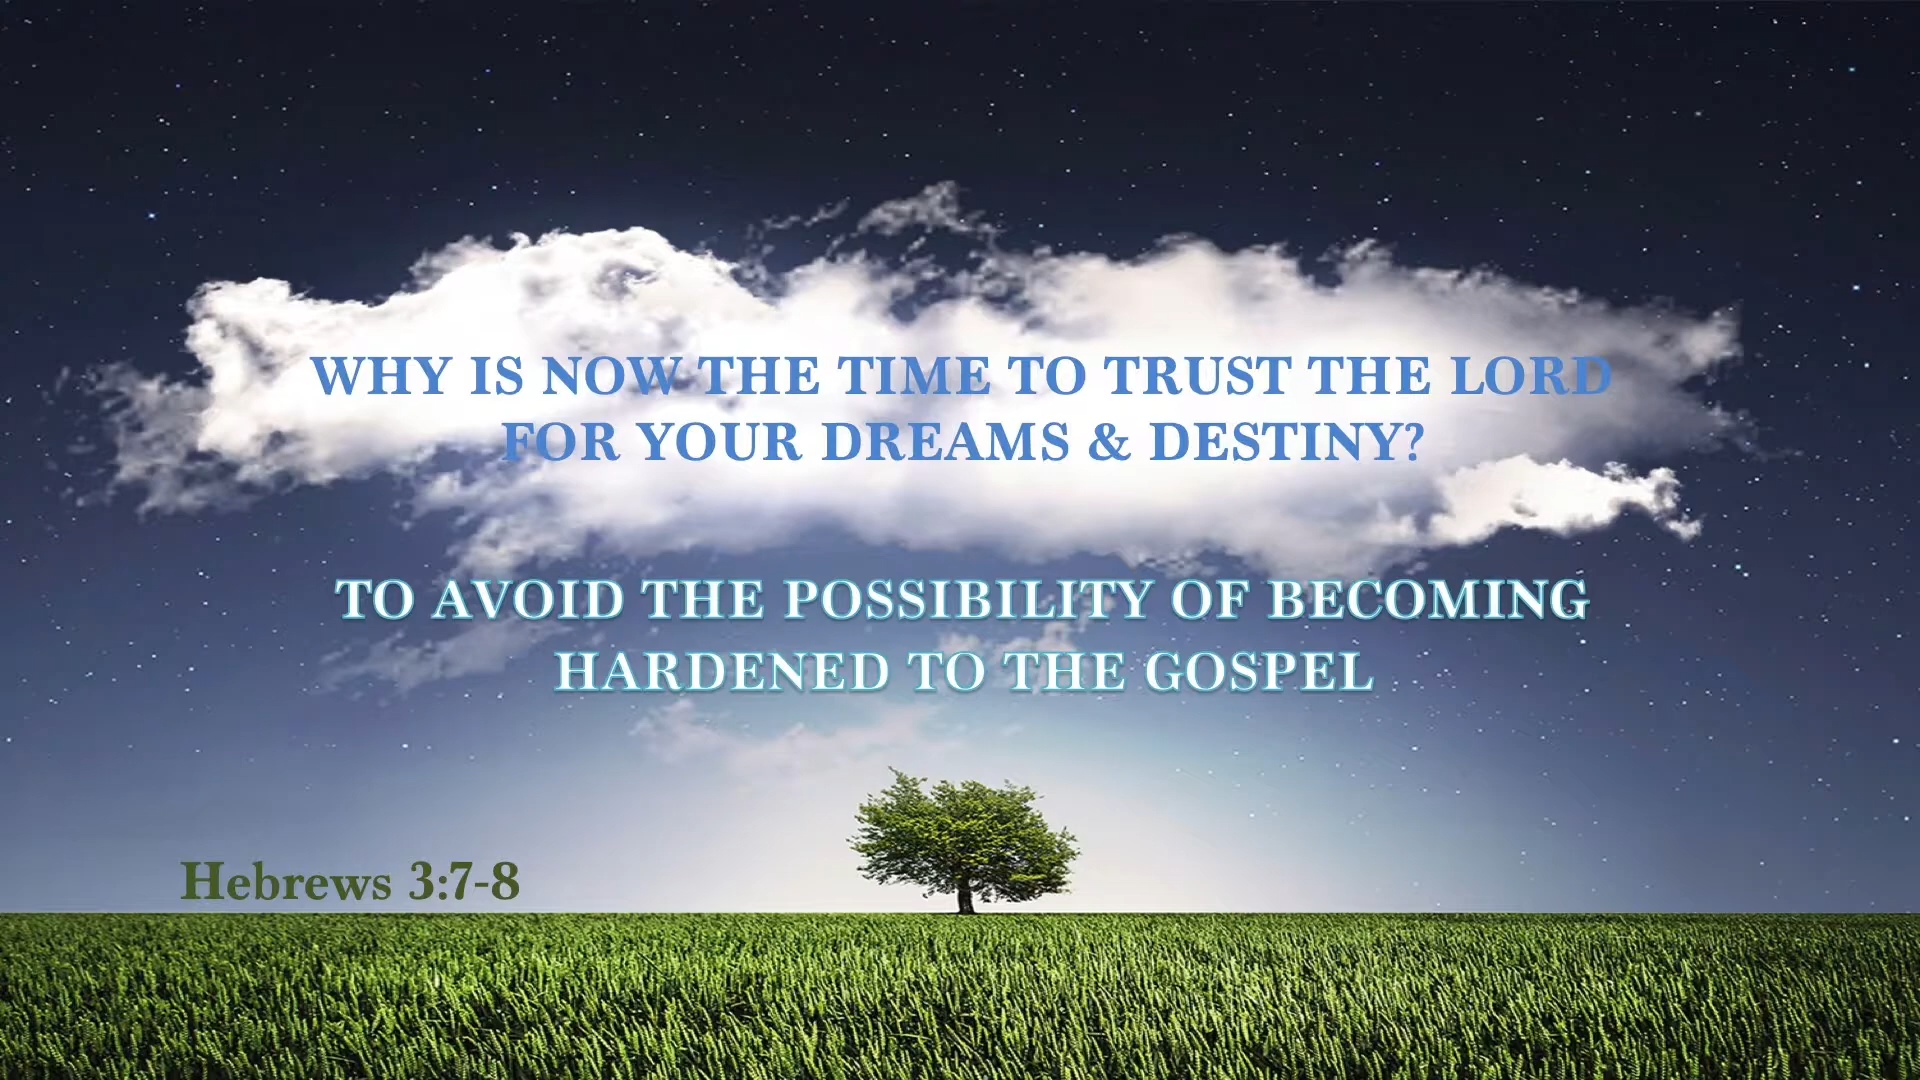 WHY IS NOW THE TIME TO TRUST THE LORD
FOR YOUR DREAMS & DESTINY?
TO AVOID THE POSSIBILITY OF BECOMING
HARDENED TO THE GOSPEL
Hebrews 3:7-8